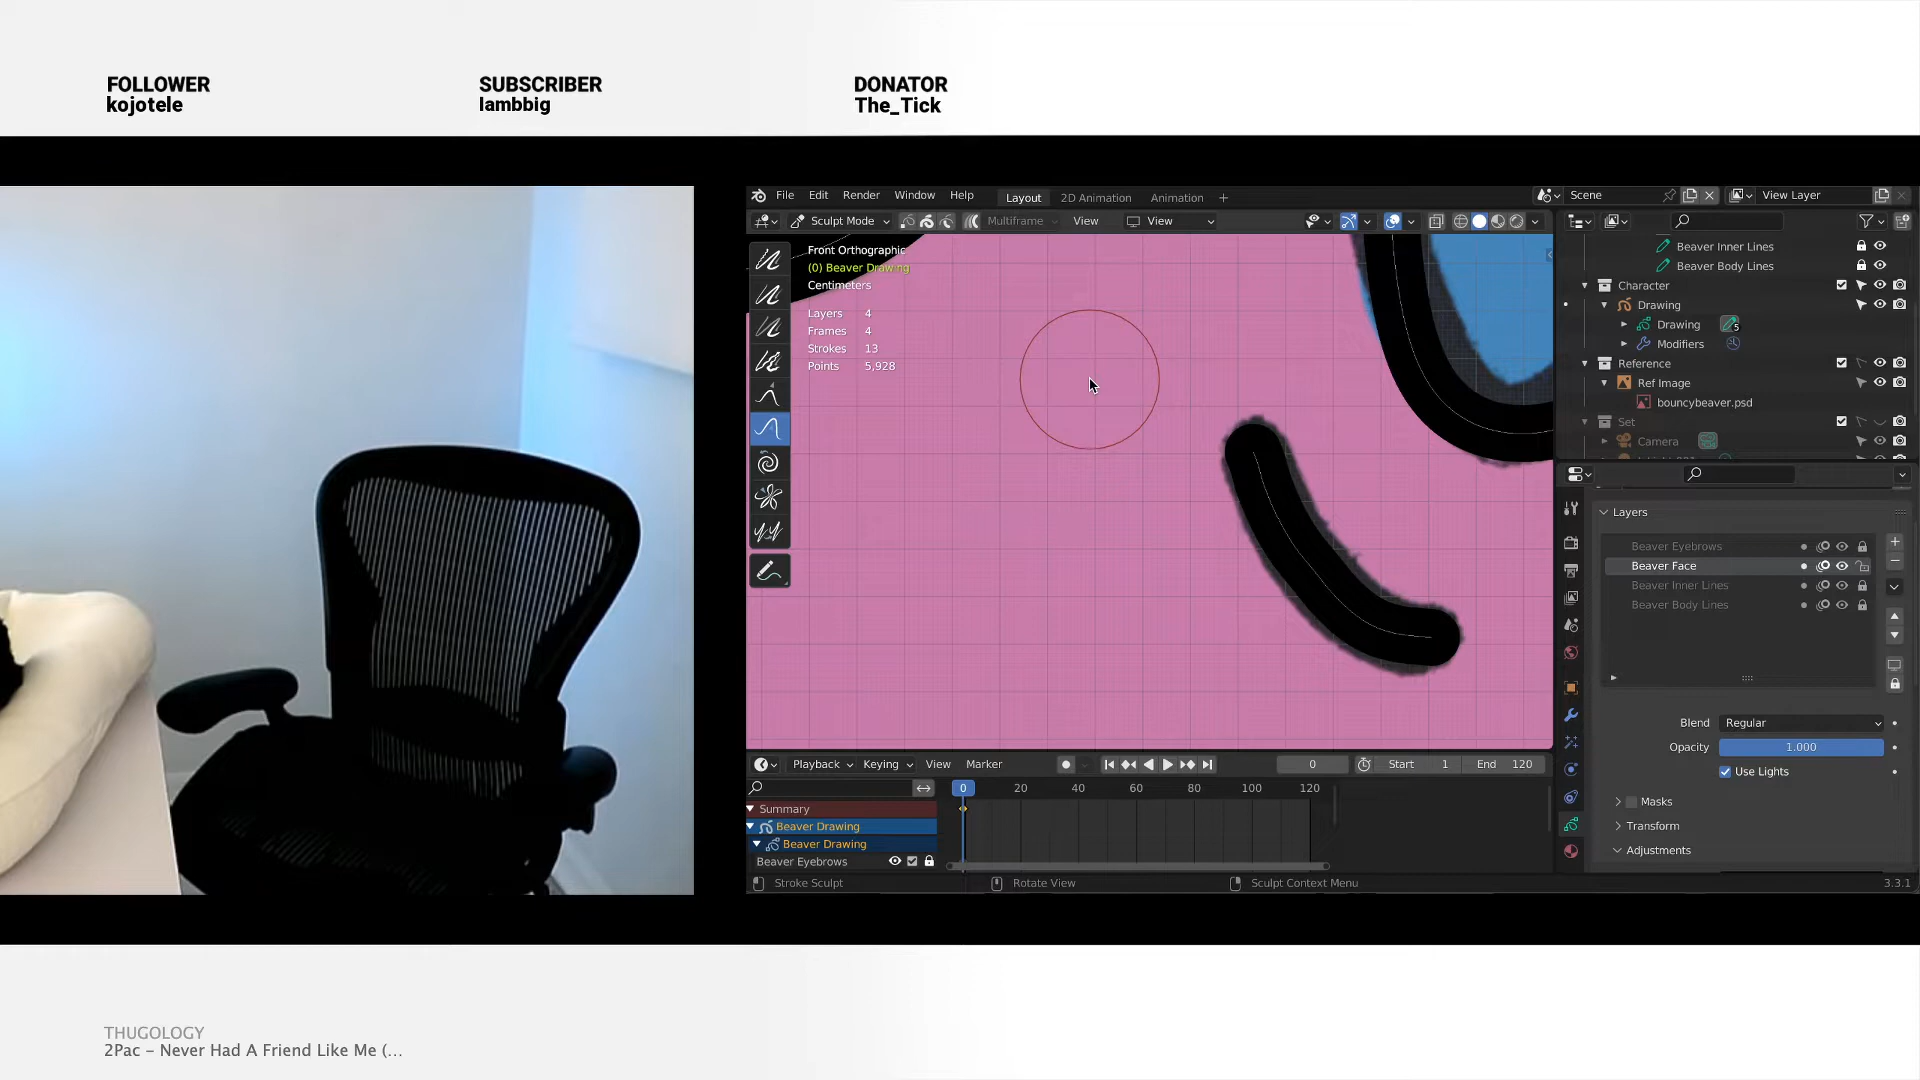 FOLLOWER
kojotele
SUBSCRIBER
lambbig
DONATOR
The_Tick
File Edit Render Window Help Layout 2D Animation Animation + Scene View Layer
Sculpt Mode Multiframe View View
Front Orthographic
(0) Beaver Drawing
Centimeters
Layers 4
Frames 4
Strokes 13
Points 5,928
Beaver Inner Lines
Beaver Body Lines
Character
Drawing
Drawing 5
Modifiers
Reference
Ref Image
bouncybeaver.psd
Set
Camera
Layers
Beaver Eyebrows
Beaver Face
Beaver Inner Lines
Beaver Body Lines
Blend Regular
Opacity 1.000
Use Lights
Masks
Transform
Adjustments
Playback Keying View Marker 0 Start 1 End 120
0 20 40 60 80 100 120
Summary
Beaver Drawing
Beaver Drawing
Beaver Eyebrows
Stroke Sculpt Rotate View Sculpt Context Menu 3.3.1
THUGOLOGY
2Pac - Never Had A Friend Like Me (...